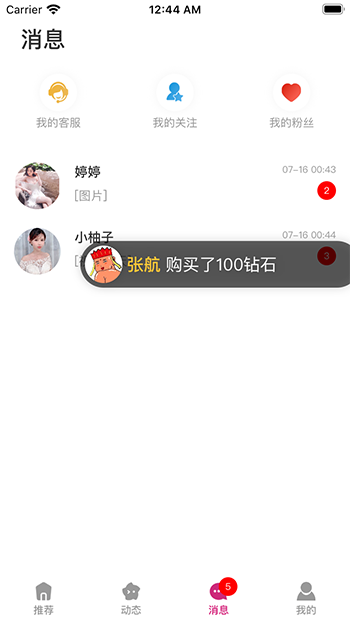 Carrier 12:44 AM
消息
我的客服 我的关注 我的粉丝
婷婷 07-16 00:43
[图片] 2
小柚子 07-16 00:44
3
张航 购买了100钻石
5
推荐 动态 消息 我的